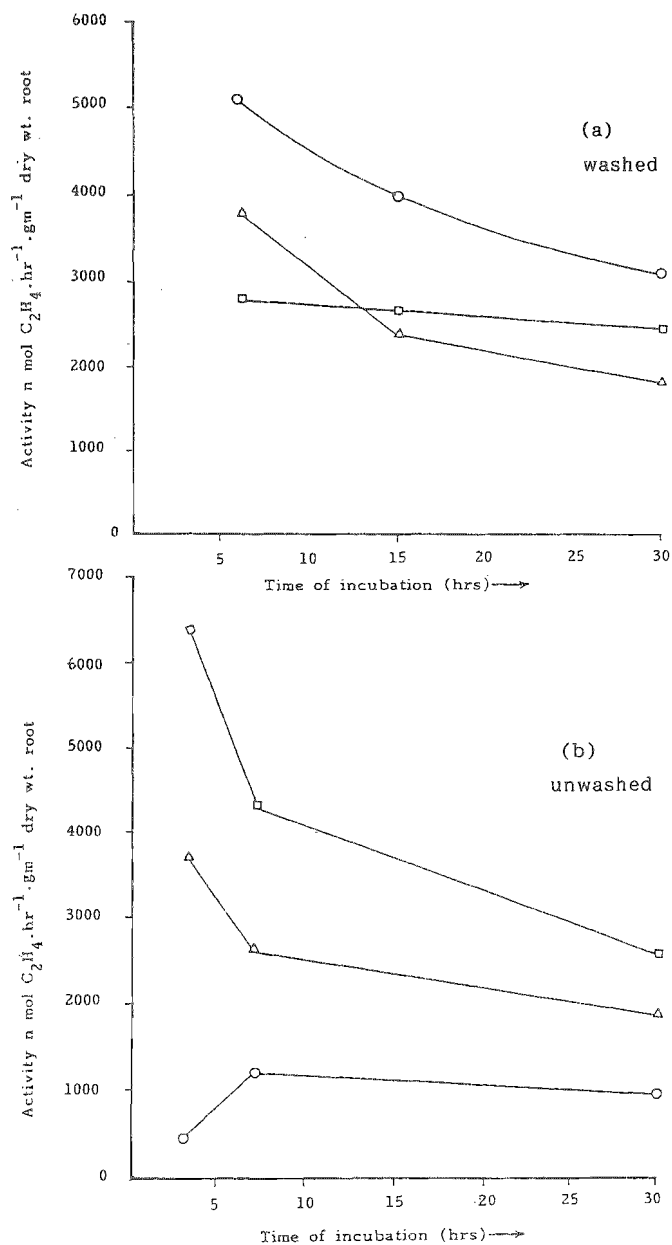 6000
5000
4000
3000
2000
1000
0
Activity n mol C₂H₄.hr⁻¹.gm⁻¹ dry wt. root
(a)
washed
5 10 15 20 25 30
Time of incubation (hrs)→
7000
6000
5000
4000
3000
2000
1000
0
Activity n mol C₂H₄.hr⁻¹.gm⁻¹ dry wt. root
(b)
unwashed
5 10 15 20 25 30
Time of incubation (hrs)→